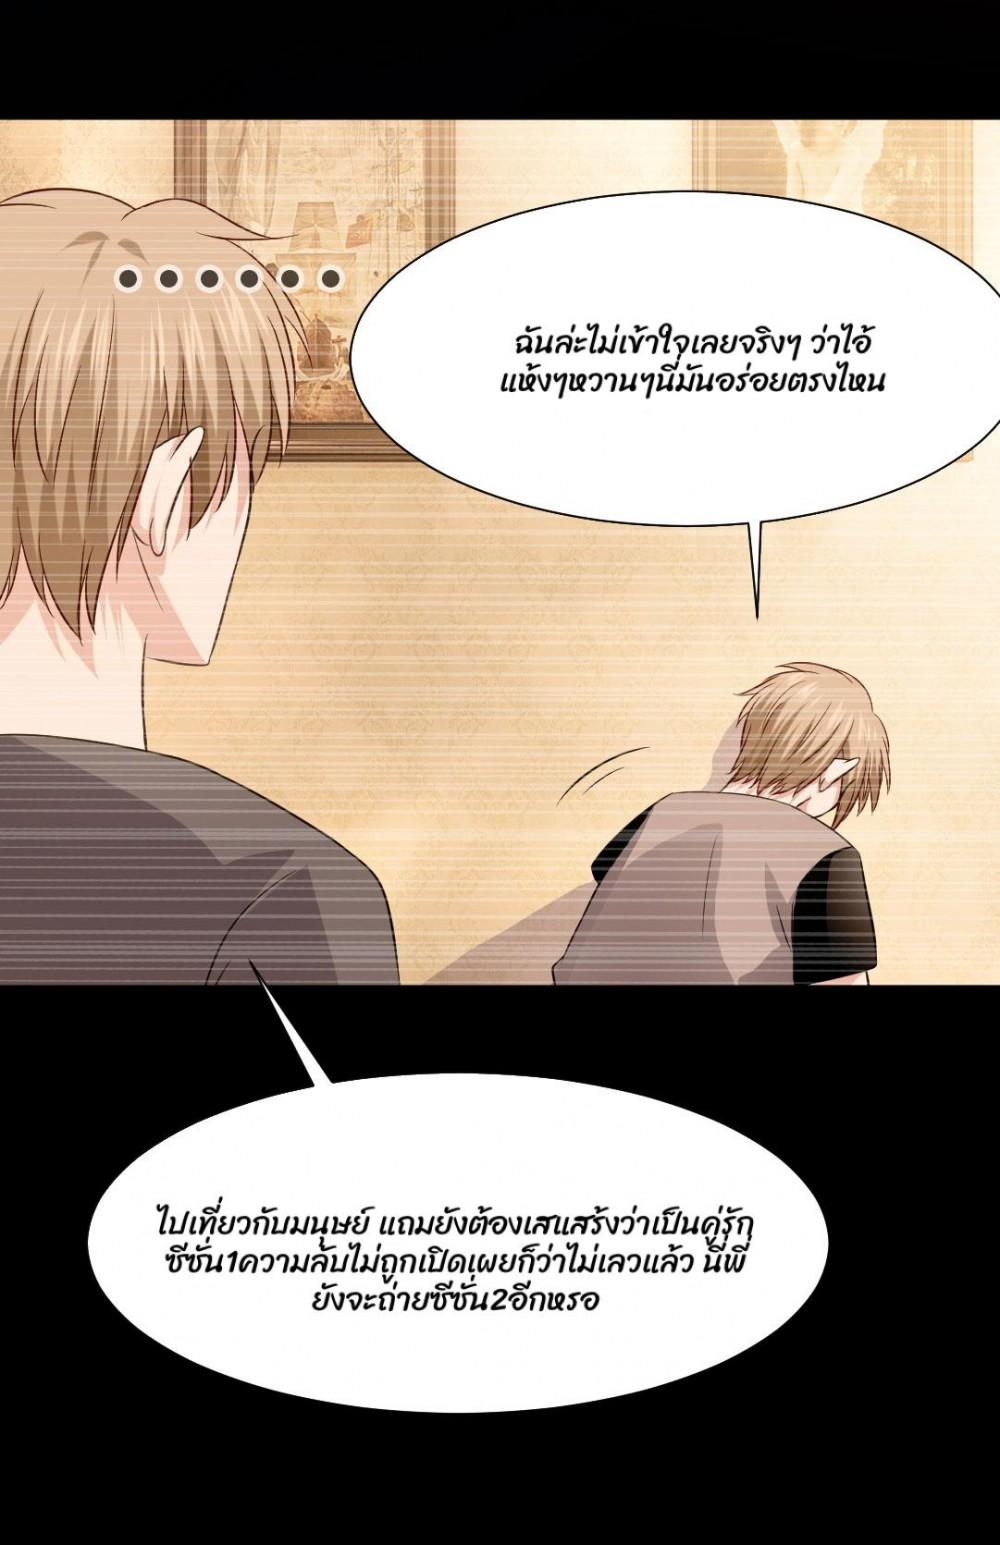 ฉันล่ะไม่เข้าใจเลยจริงๆ ว่าไอ้
แห้งๆหวานๆนี่มันอร่อยตรงไหน
ไปเที่ยวกับมนุษย์ แถมยังต้องเสแสร้งว่าเป็นคู่รัก
ซีซั่น1ความลับไม่ถูกเปิดเผยก็ว่าไม่เลวแล้ว นี่พี่
ยังจะถ่ายซีซั่น2อีกหรอ